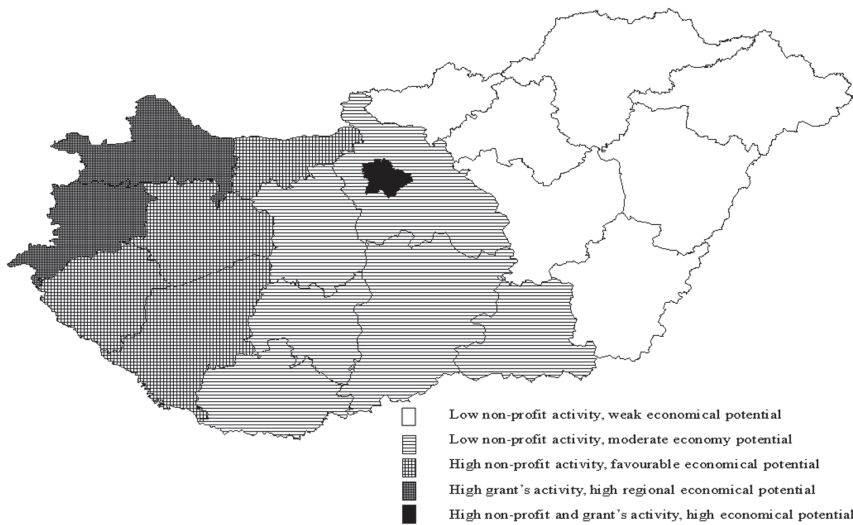 Low non-profit activity, weak economical potential
Low non-profit activity, moderate economy potential
High non-profit activity, favourable economical potential
High grant's activity, high regional economical potential
High non-profit and grant's activity, high economical potential